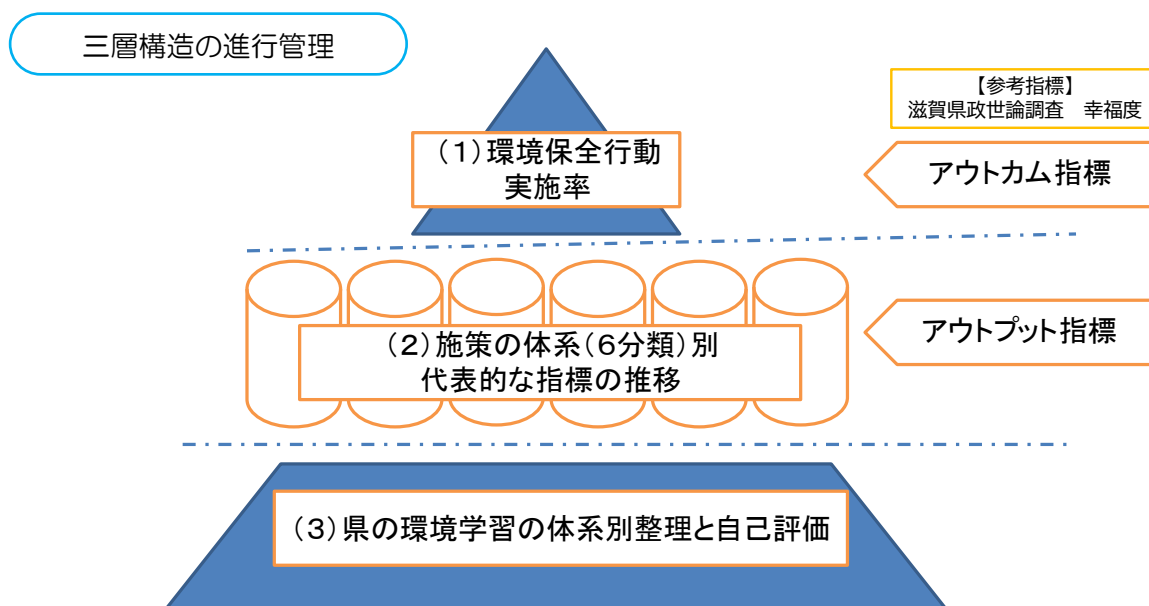 三層構造の進行管理
【参考指標】
滋賀県政世論調査　幸福度
(1)環境保全行動
実施率
アウトカム指標
(2)施策の体系(6分類)別
代表的な指標の推移
アウトプット指標
(3)県の環境学習の体系別整理と自己評価